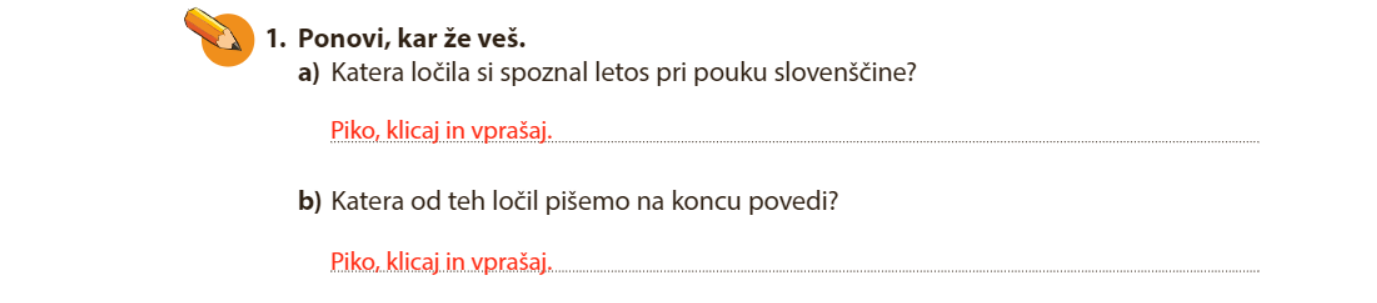 1. Ponovi, kar že veš.
a) Katera ločila si spoznal letos pri pouku slovenščine?
Piko, klicaj in vprašaj.
b) Katera od teh ločil pišemo na koncu povedi?
Piko, klicaj in vprašaj.